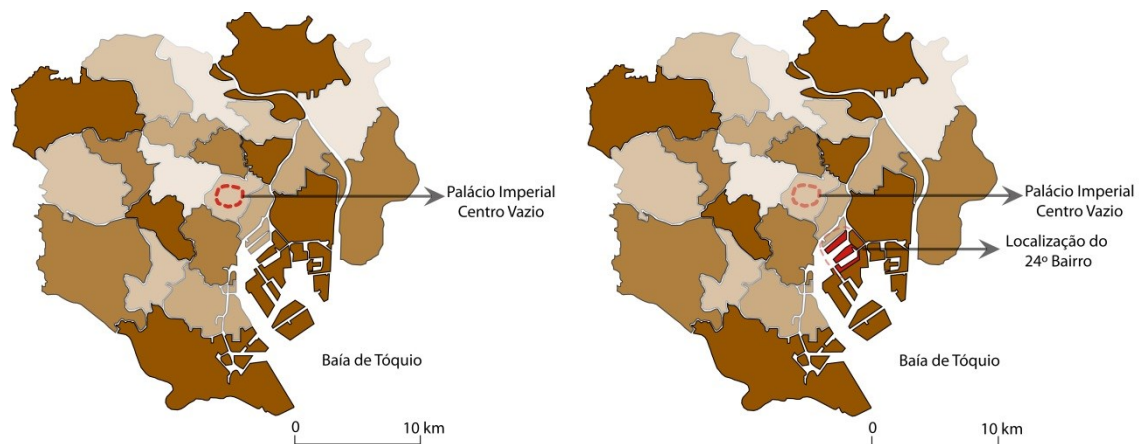 Palácio Imperial
Centro Vazio
Baía de Tóquio
0 10 km
Palácio Imperial
Centro Vazio
Localização do
24º Bairro
Baía de Tóquio
0 10 km